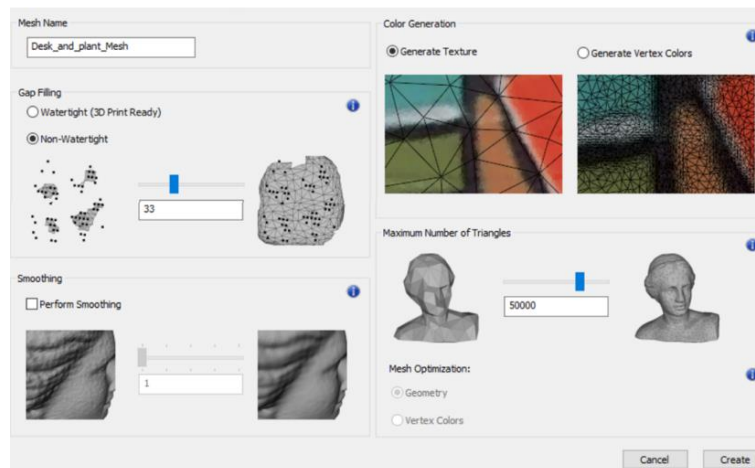 Mesh Name
Desk_and_plant_Mesh
Gap Filling
Watertight (3D Print Ready)
Non-Watertight
33
Smoothing
Perform Smoothing
1
Color Generation
Generate Texture
Generate Vertex Colors
Maximum Number of Triangles
50000
Mesh Optimization:
Geometry
Vertex Colors
Cancel
Create